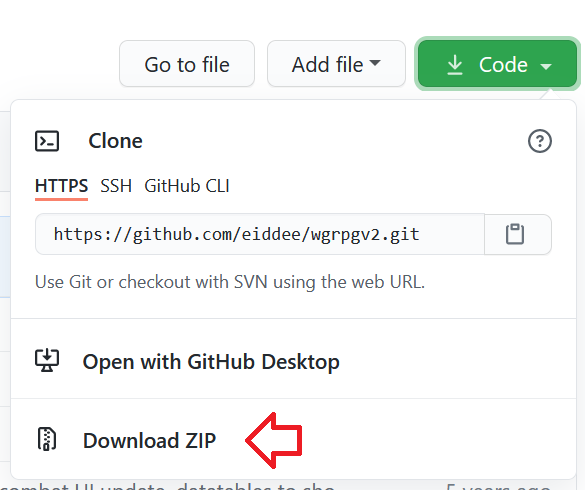 Go to file Add file Code
Clone
HTTPS SSH GitHub CLI
https://github.com/eiddee/wgrpgv2.git
Use Git or checkout with SVN using the web URL.
Open with GitHub Desktop
Download ZIP
combat UI update, datatables to sho
5 years ago